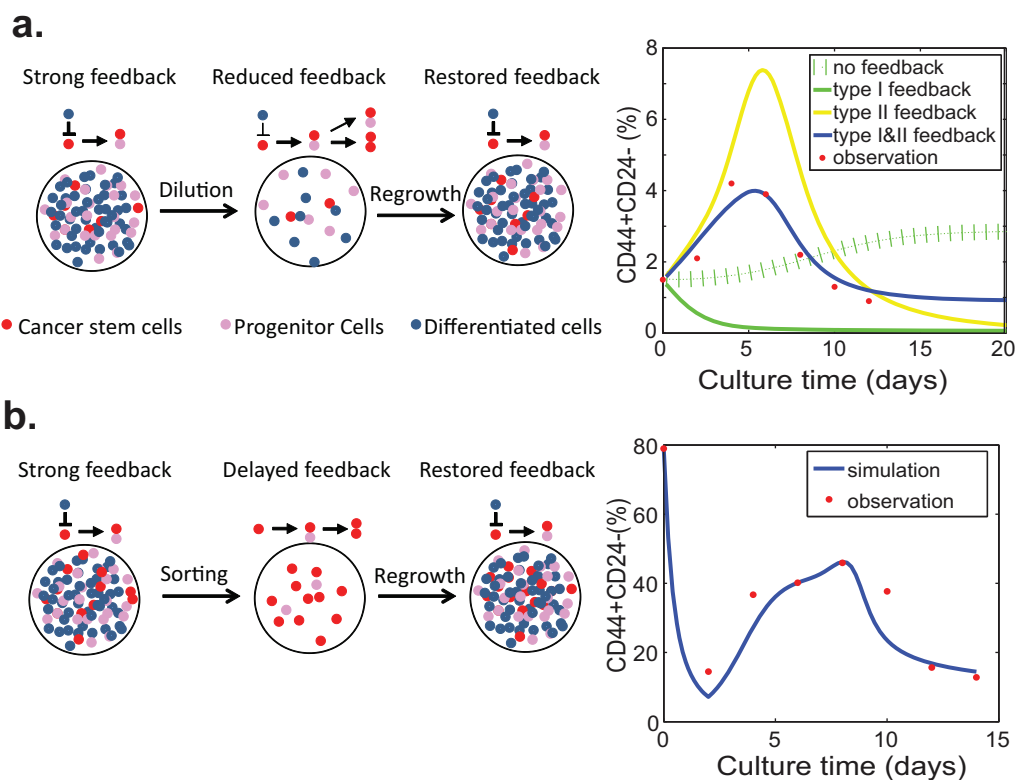 a.
Strong feedback
Reduced feedback
Restored feedback
Dilution
Regrowth
Cancer stem cells
Progenitor Cells
Differentiated cells
CD44+CD24- (%)
8
6
4
2
0
0
5
10
15
20
Culture time (days)
no feedback
type I feedback
type II feedback
type I&II feedback
observation
b.
Strong feedback
Delayed feedback
Restored feedback
Sorting
Regrowth
CD44+CD24-(%)
80
60
40
20
0
0
5
10
15
Culture time (days)
simulation
observation